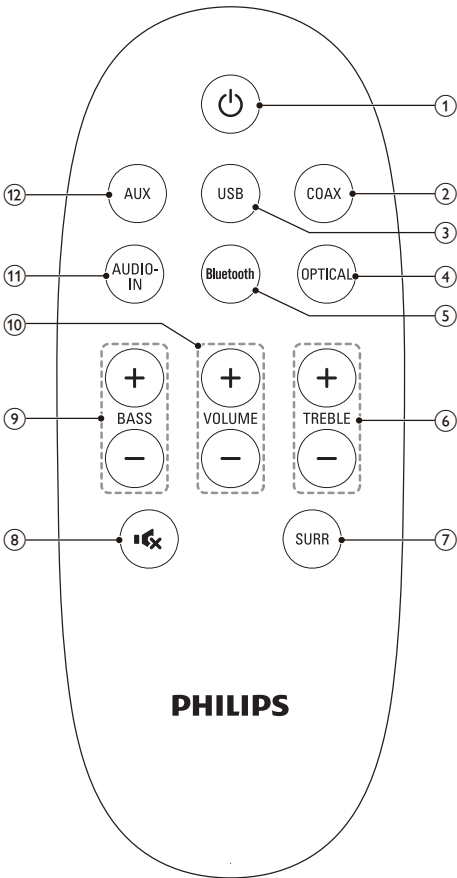 ①
⑫ AUX USB COAX ②
③
⑪ AUDIO-
IN Bluetooth OPTICAL ④
⑤
⑩
+ + +
⑨ BASS VOLUME TREBLE ⑥
− − −
⑧ SURR ⑦
PHILIPS